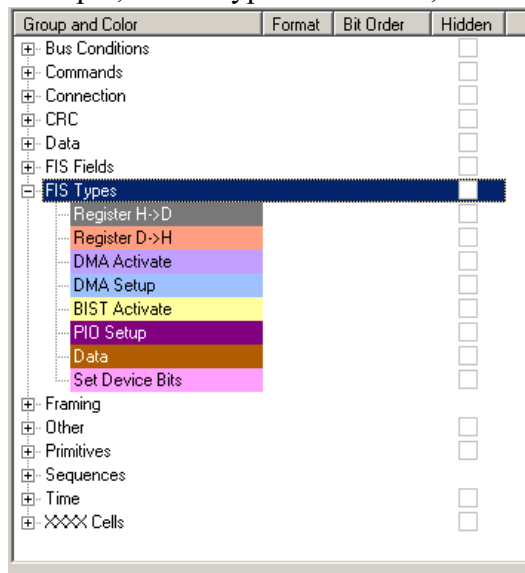 Group and Color Format Bit Order Hidden
Bus Conditions
Commands
Connection
CRC
Data
FIS Fields
FIS Types
Register H->D
Register D->H
DMA Activate
DMA Setup
BIST Activate
PIO Setup
Data
Set Device Bits
Framing
Other
Primitives
Sequences
Time
XXXX Cells